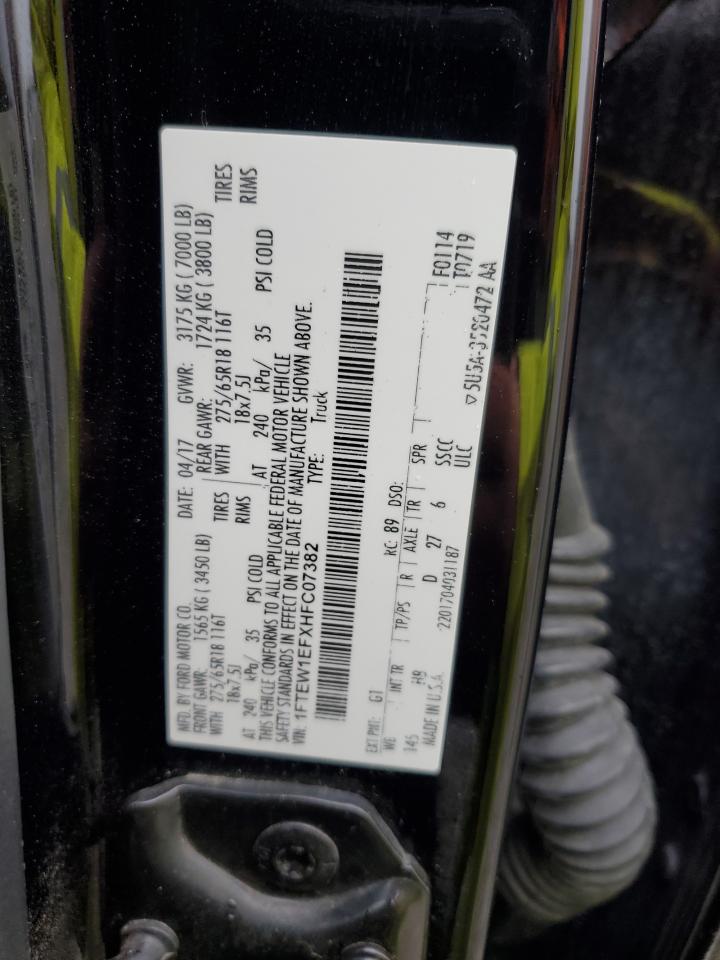 MFD. BY FORD MOTOR CO.
DATE: 04/17 GVWR: 3175 KG ( 7000 LB)
FRONT GAWR: 1565 KG ( 3450 LB) REAR GAWR: 1724 KG ( 3800 LB)
WITH 275/65R18 116T TIRES WITH 275/65R18 116T TIRES
18x7.5J RIMS 18x7.5J RIMS
AT 240 kPa/ 35 PSI COLD AT 240 kPa/ 35 PSI COLD
THIS VEHICLE CONFORMS TO ALL APPLICABLE FEDERAL MOTOR VEHICLE
SAFETY STANDARDS IN EFFECT ON THE DATE OF MANUFACTURE SHOWN ABOVE.
VIN: 1FTEW1EFXHFC07382 TYPE: Truck
EXT PNT: G1 RC: 89 DSO: F0114
WB INT TR TP/PS R AXLE TR SPR T0719
145 H9 D 27 6 SSCC
MADE IN U.S.A. 2201704031187 ULC
▽5U5A-3520472 AA